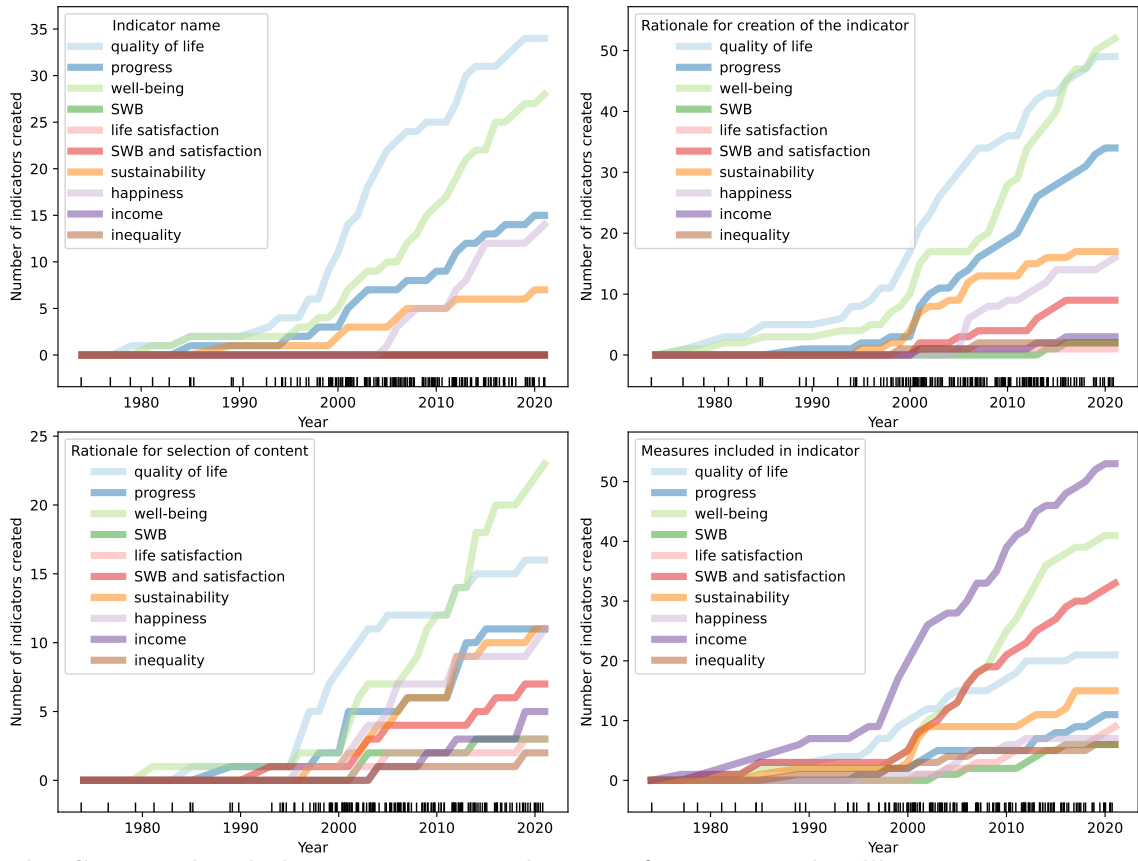 Indicator name
quality of life
progress
well-being
SWB
life satisfaction
SWB and satisfaction
sustainability
happiness
income
inequality
Number of indicators created
35
30
25
20
15
10
5
0
1980 1990 2000 2010 2020
Year
Rationale for creation of the indicator
quality of life
progress
well-being
SWB
life satisfaction
SWB and satisfaction
sustainability
happiness
income
inequality
Number of indicators created
50
40
30
20
10
0
1980 1990 2000 2010 2020
Year
Rationale for selection of content
quality of life
progress
well-being
SWB
life satisfaction
SWB and satisfaction
sustainability
happiness
income
inequality
Number of indicators created
25
20
15
10
5
0
1980 1990 2000 2010 2020
Year
Measures included in indicator
quality of life
progress
well-being
SWB
life satisfaction
SWB and satisfaction
sustainability
happiness
income
inequality
Number of indicators created
50
40
30
20
10
0
1980 1990 2000 2010 2020
Year